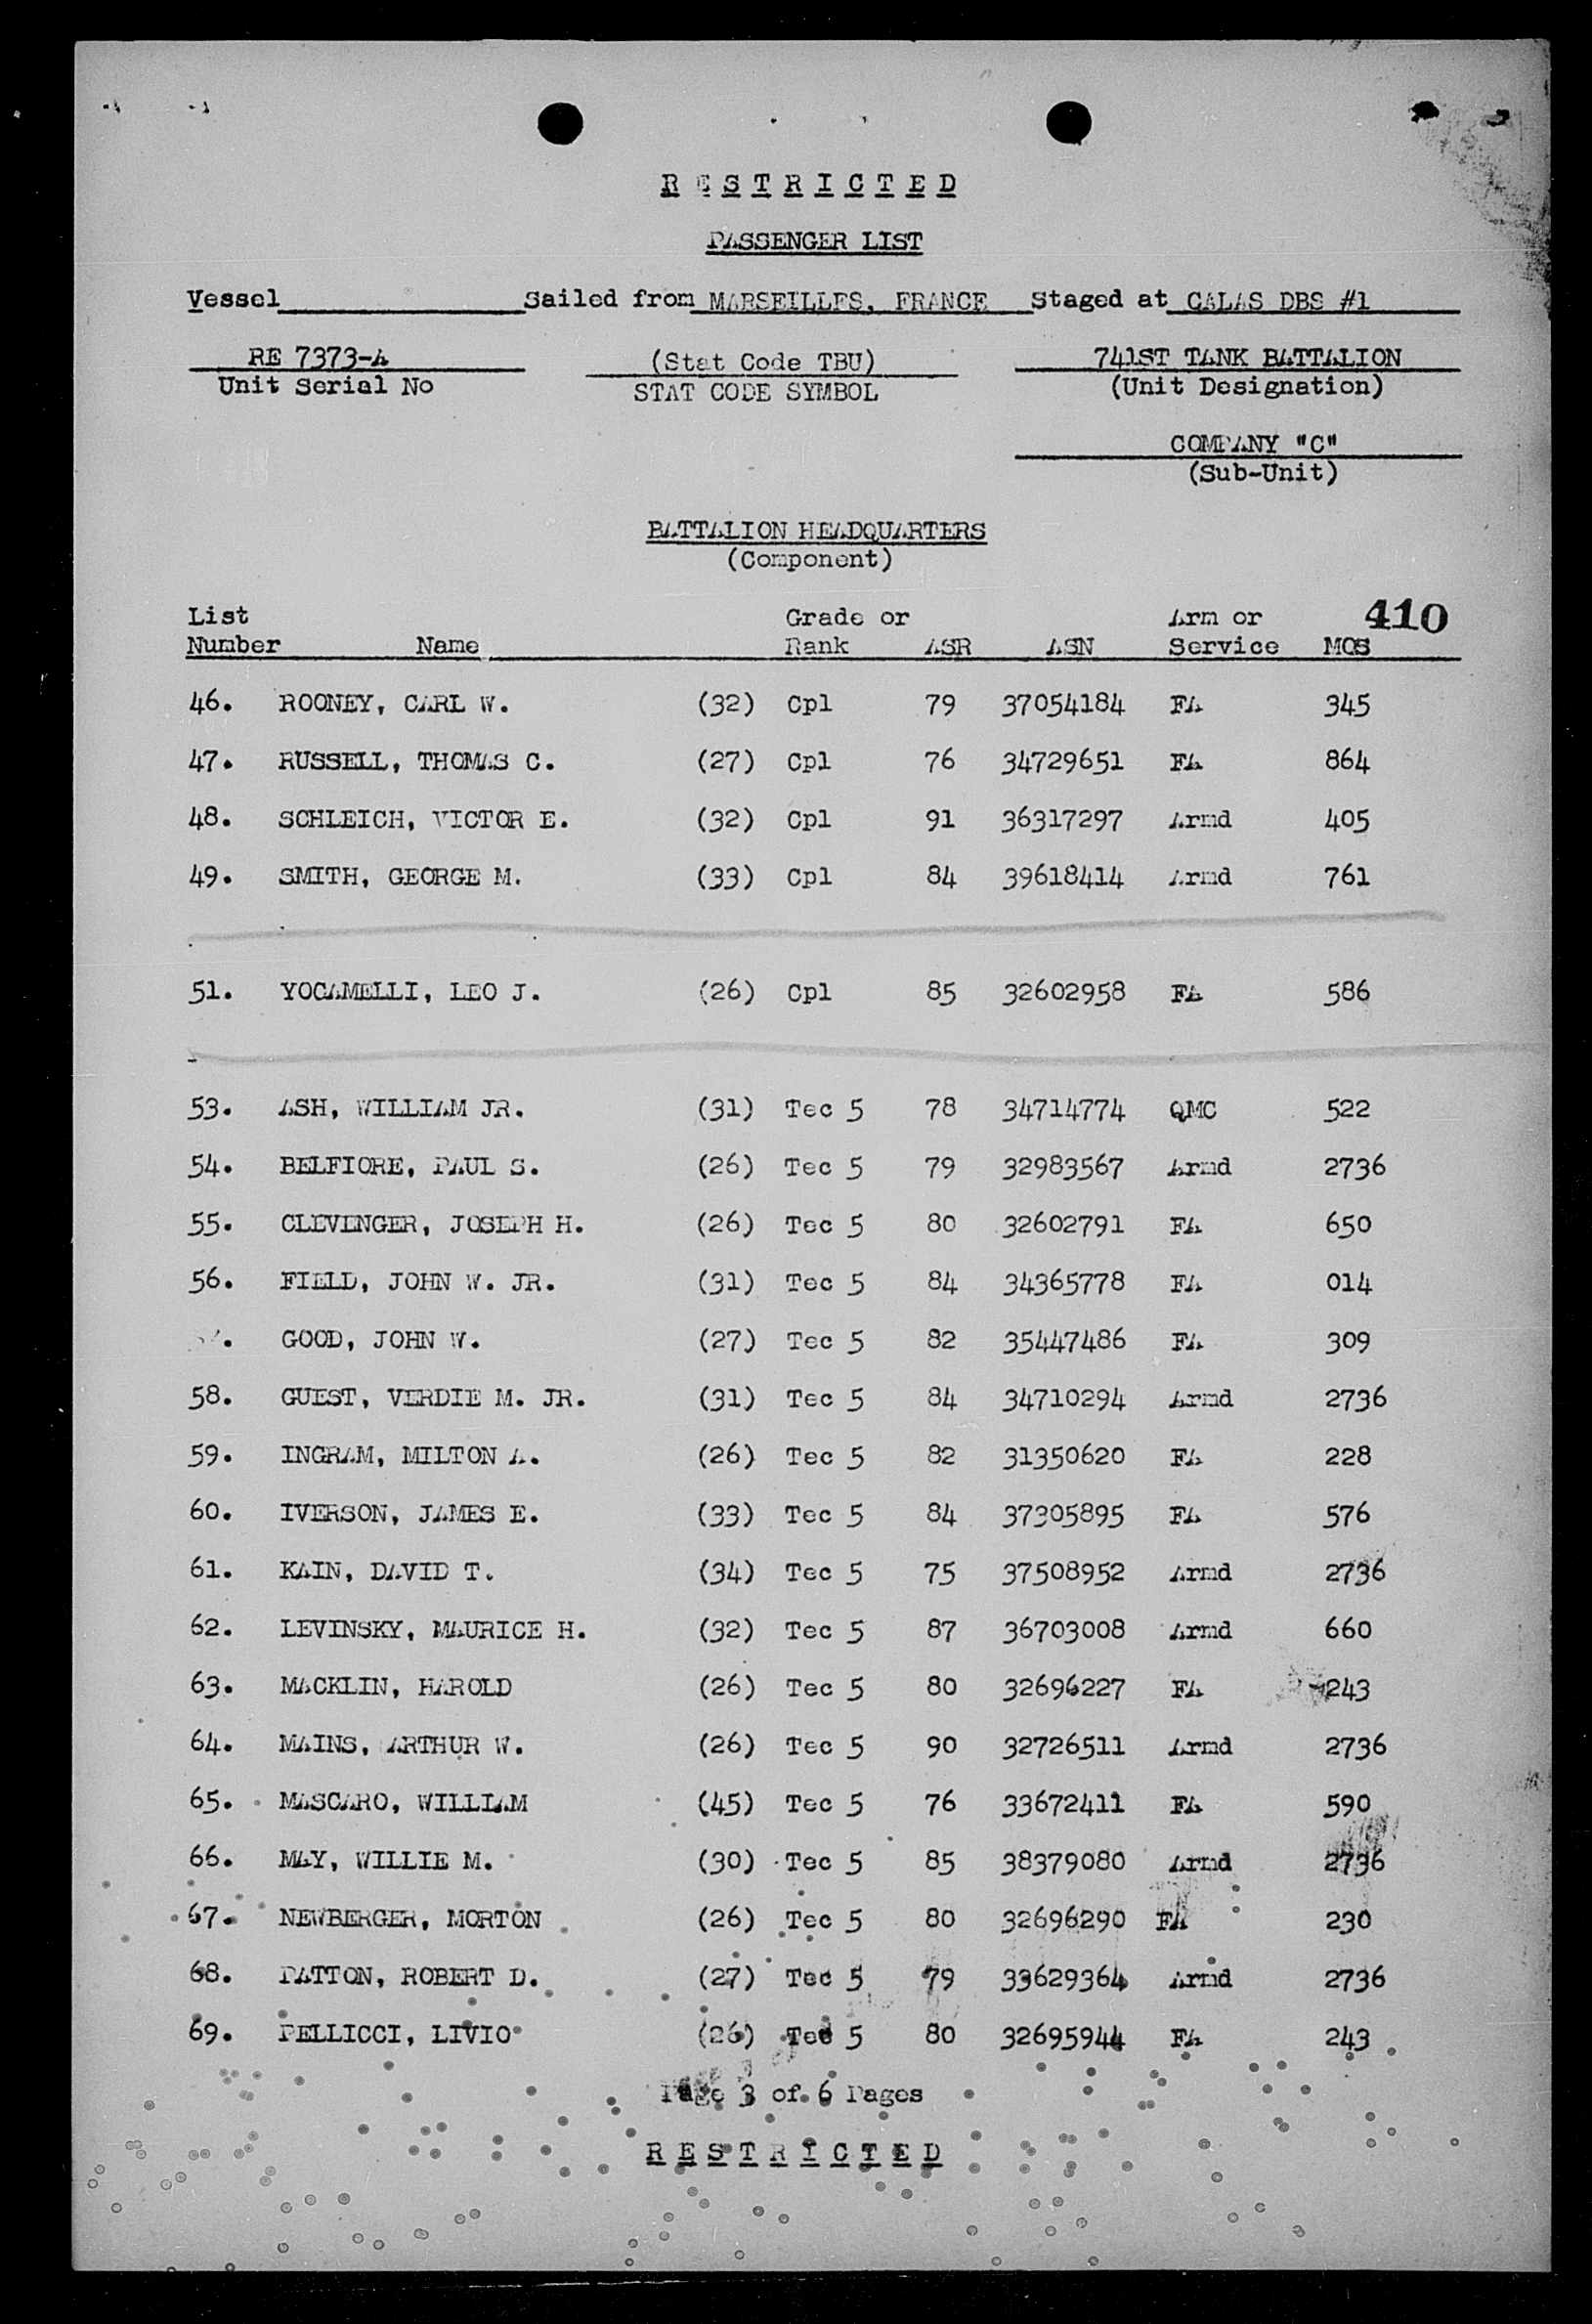 RESTRICTED
PASSENGER LIST
Vessel Sailed from MARSEILLES, FRANCE Staged at CALAS DBS #1
RE 7373-A (Stat Code TBU) 741ST TANK BATTALION
Unit Serial No STAT CODE SYMBOL (Unit Designation)
COMPANY "C"
(Sub-Unit)
BATTALION HEADQUARTERS
(Component)
List Grade or Arm or 410
Number Name Rank ASR ASN Service MOS
46. ROONEY, CARL W. (32) Cpl 79 37054184 FA 345
47. RUSSELL, THOMAS C. (27) Cpl 76 34729651 FA 864
48. SCHLEICH, VICTOR E. (32) Cpl 91 36317297 Armd 405
49. SMITH, GEORGE M. (33) Cpl 84 39618414 Armd 761
51. YOCAMELLI, LEO J. (26) Cpl 85 32602958 FA 586
53. ASH, WILLIAM JR. (31) Tec 5 78 34714774 QMC 522
54. BELFIORE, PAUL S. (26) Tec 5 79 32983567 Armd 2736
55. CLEVENGER, JOSEPH H. (26) Tec 5 80 32602791 FA 650
56. FIELD, JOHN W. JR. (31) Tec 5 84 34365778 FA 014
GOOD, JOHN W. (27) Tec 5 82 35447486 FA 309
58. GUEST, VERDIE M. JR. (31) Tec 5 84 34710294 Armd 2736
59. INGRAM, MILTON A. (26) Tec 5 82 31350620 FA 228
60. IVERSON, JAMES E. (33) Tec 5 84 37305895 FA 576
61. KAIN, DAVID T. (34) Tec 5 75 37508952 Armd 2736
62. LEVINSKY, MAURICE H. (32) Tec 5 87 36703008 Armd 660
63. MACKLIN, HAROLD (26) Tec 5 80 32696227 FA 243
64. MAINS, ARTHUR W. (26) Tec 5 90 32726511 Armd 2736
65. MASCARO, WILLIAM (45) Tec 5 76 33672411 FA 590
66. MAY, WILLIE M. (30) Tec 5 85 38379080 Armd 2736
67. NEWBERGER, MORTON (26) Tec 5 80 32696290 FA 230
68. PATTON, ROBERT D. (27) Tec 5 79 33629364 Armd 2736
69. PELLICCI, LIVIO (26) Tec 5 80 32695944 FA 243
Page 3 of 6 Pages
RESTRICTED